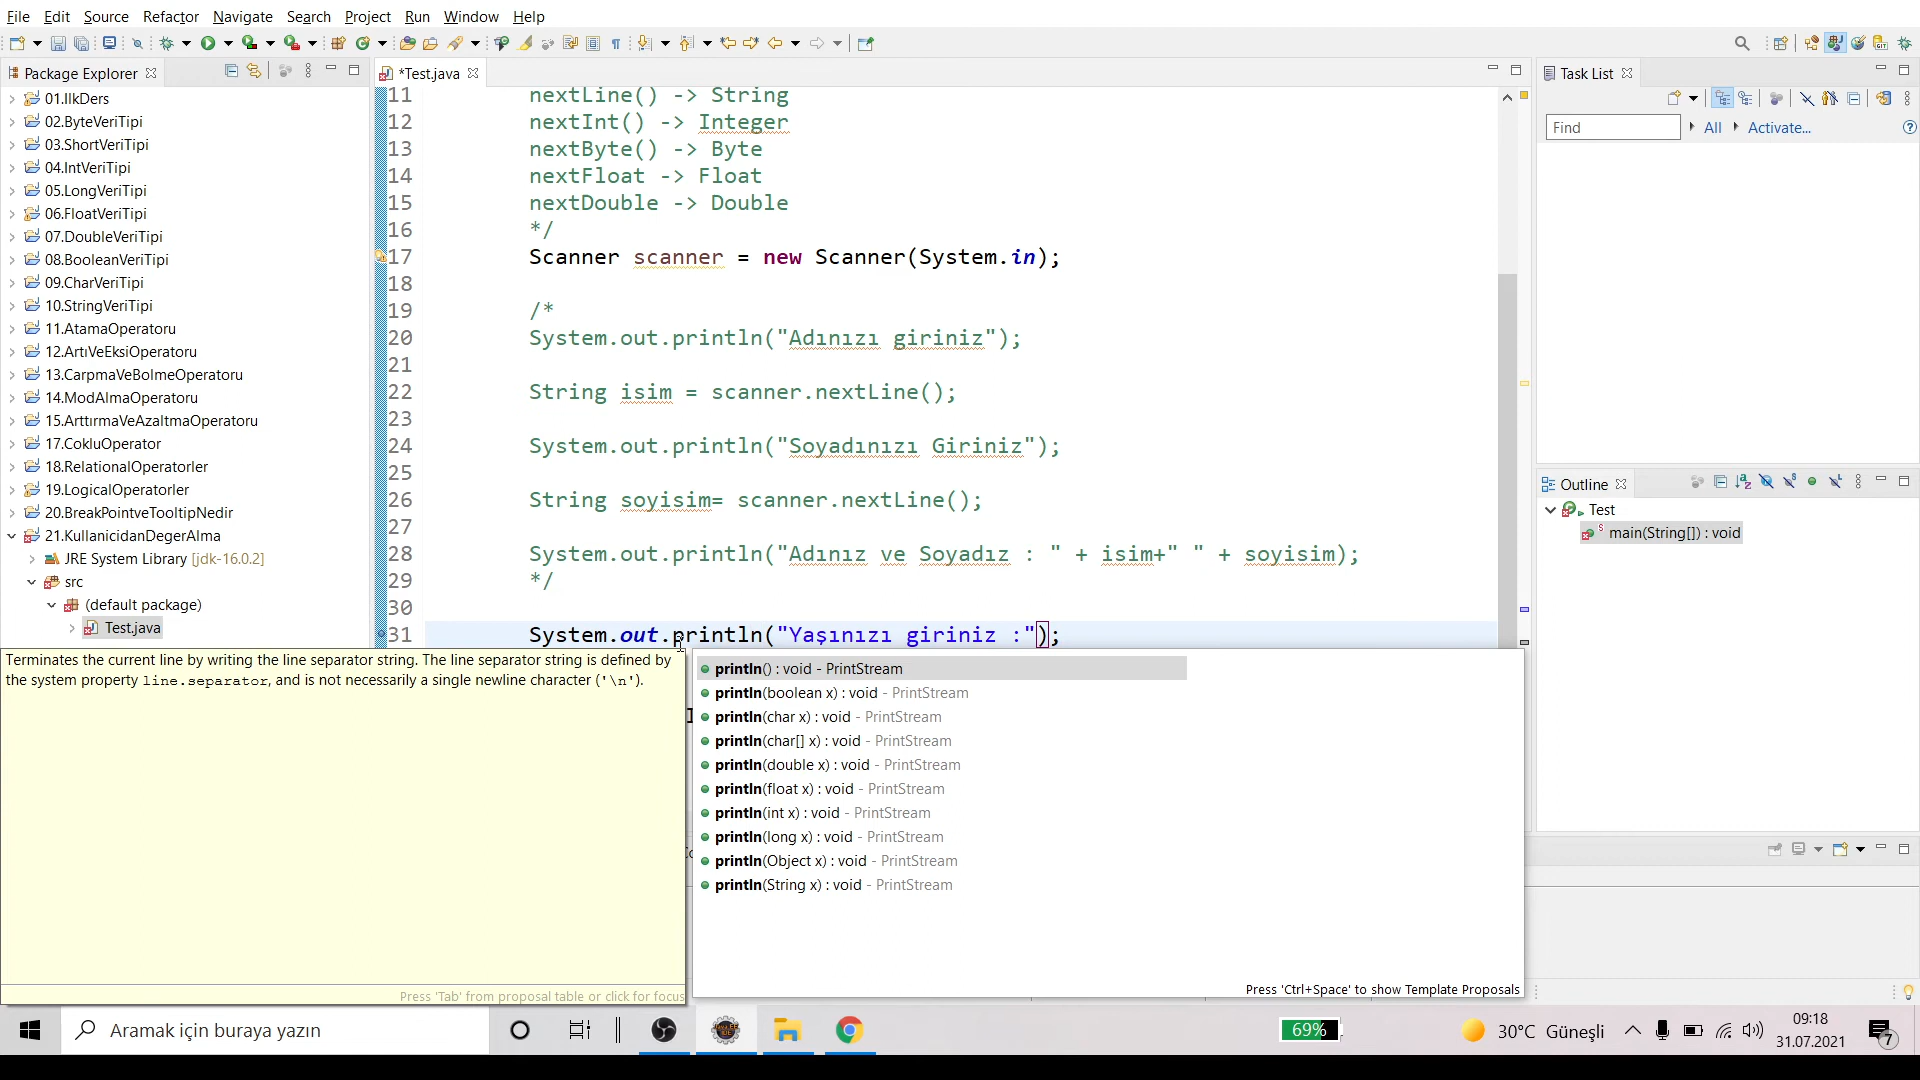 File Edit Source Refactor Navigate Search Project Run Window Help
Package Explorer
01.IlkDers
02.ByteVeriTipi
03.ShortVeriTipi
04.IntVeriTipi
05.LongVeriTipi
06.FloatVeriTipi
07.DoubleVeriTipi
08.BooleanVeriTipi
09.CharVeriTipi
10.StringVeriTipi
11.AtamaOperatoru
12.ArtıVeEksiOperatoru
13.CarpmaVeBolmeOperatoru
14.ModAlmaOperatoru
15.ArttırmaVeAzaltmaOperatoru
17.CokluOperator
18.RelationalOperatorler
19.LogicalOperatorler
20.BreakPointveTooltipNedir
21.KullanicidanDegerAlma
JRE System Library [jdk-16.0.2]
src
(default package)
Test.java
*Test.java
11 nextLine() -> String
12 nextInt() -> Integer
13 nextByte() -> Byte
14 nextFloat -> Float
15 nextDouble -> Double
16 */
17 Scanner scanner = new Scanner(System.in);
18
19 /*
20 System.out.println("Adınızı giriniz");
21
22 String isim = scanner.nextLine();
23
24 System.out.println("Soyadınızı Giriniz");
25
26 String soyisim= scanner.nextLine();
27
28 System.out.println("Adınız ve Soyadız : " + isim+" " + soyisim);
29 */
30
31 System.out.println("Yaşınızı giriniz :");
Terminates the current line by writing the line separator string. The line separator string is defined by
the system property line.separator, and is not necessarily a single newline character ('\n').
Press 'Tab' from proposal table or click for focus
println() : void - PrintStream
println(boolean x) : void - PrintStream
println(char x) : void - PrintStream
println(char[] x) : void - PrintStream
println(double x) : void - PrintStream
println(float x) : void - PrintStream
println(int x) : void - PrintStream
println(long x) : void - PrintStream
println(Object x) : void - PrintStream
println(String x) : void - PrintStream
Press 'Ctrl+Space' to show Template Proposals
Task List
Find All Activate...
Outline
Test
main(String[]) : void
Aramak için buraya yazın
69%
30°C Güneşli
09:18
31.07.2021
7